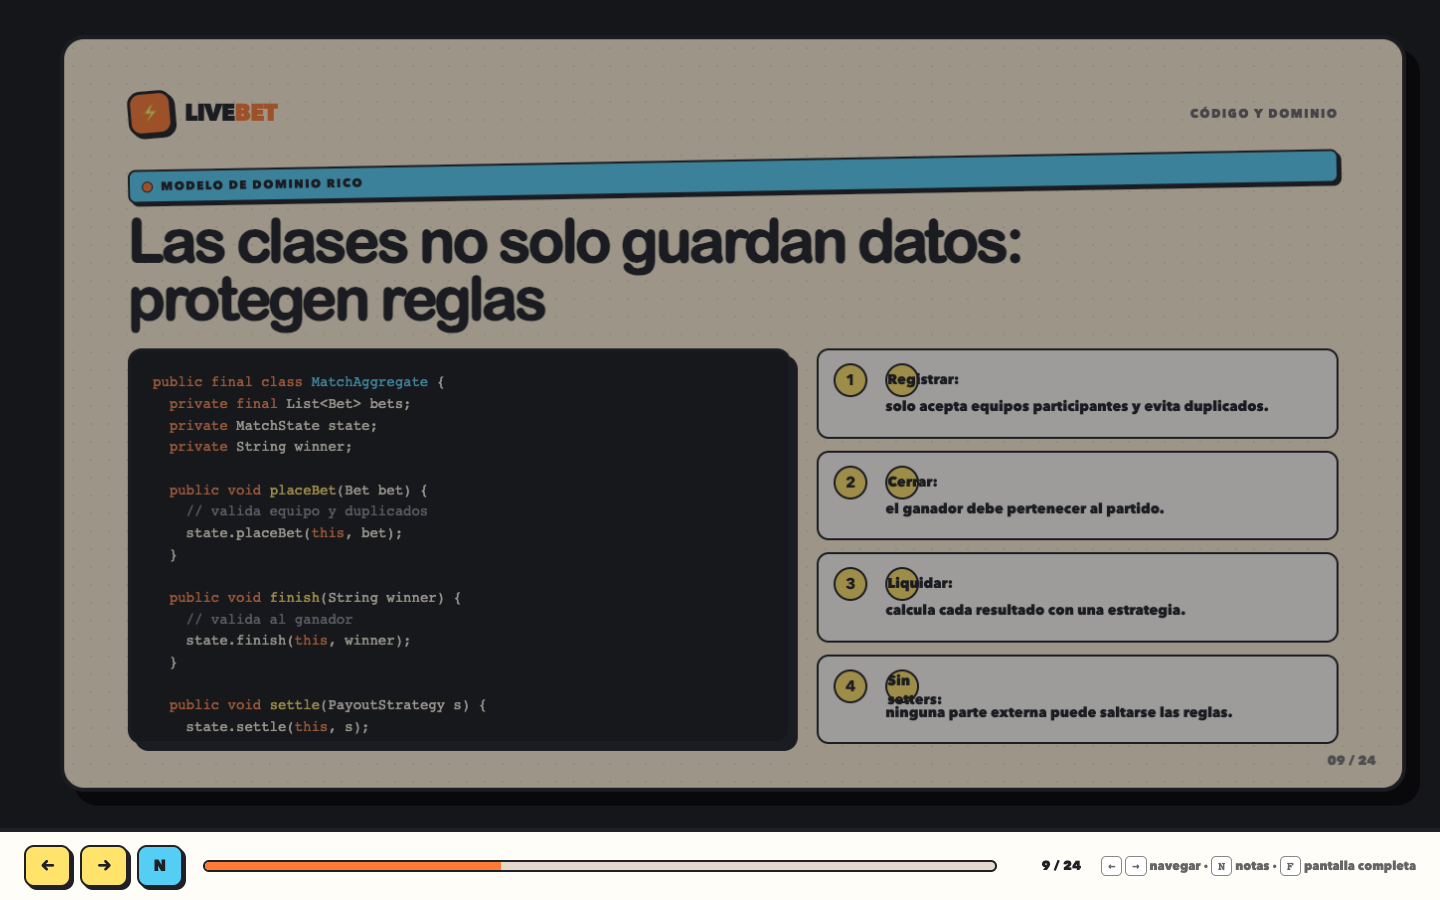 LIVEBET
CÓDIGO Y DOMINIO
MODELO DE DOMINIO RICO
Las clases no solo guardan datos:
protegen reglas
public final class MatchAggregate {
  private final List<Bet> bets;
  private MatchState state;
  private String winner;

  public void placeBet(Bet bet) {
    // valida equipo y duplicados
    state.placeBet(this, bet);
  }

  public void finish(String winner) {
    // valida al ganador
    state.finish(this, winner);
  }

  public void settle(PayoutStrategy s) {
    state.settle(this, s);
1
Registrar:
solo acepta equipos participantes y evita duplicados.
2
Cerrar:
el ganador debe pertenecer al partido.
3
Liquidar:
calcula cada resultado con una estrategia.
4
Sin
setters:
ninguna parte externa puede saltarse las reglas.
09 / 24
← → N
9 / 24
← → navegar · N notas · F pantalla completa